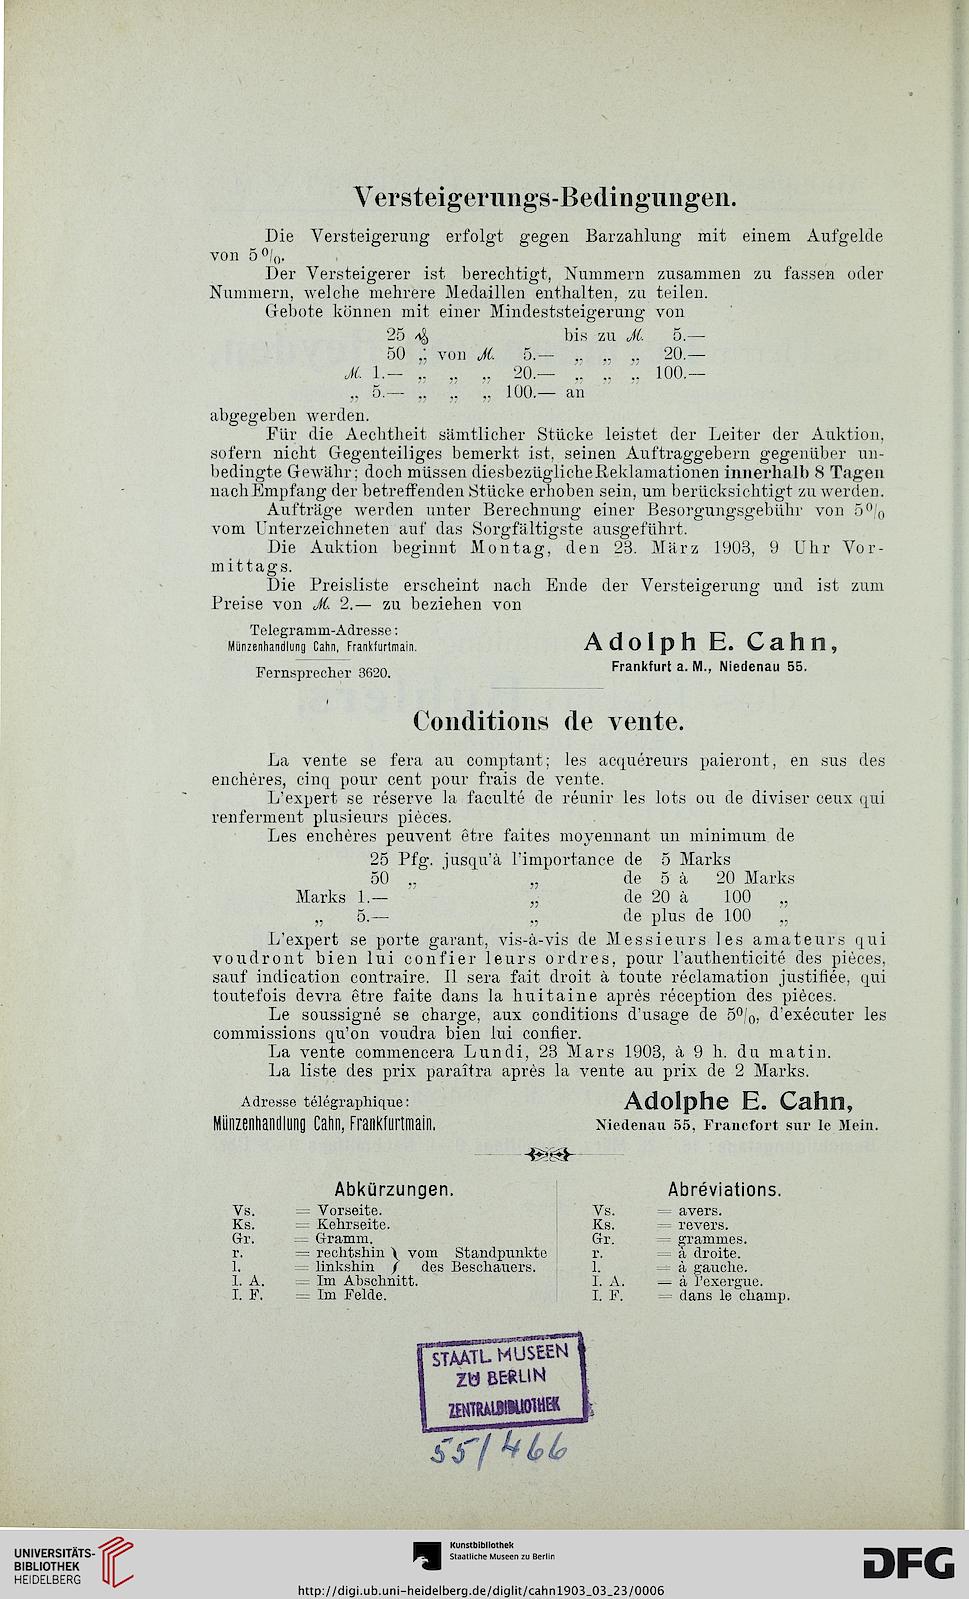 Versteigerungs-Bedingungen.
Die Versteigerung erfolgt gegen Barzahlung mit einem Aufgelde
von 5%.
Der Versteigerer ist berechtigt, Nummern zusammen zu fassen oder
Nummern, welche mehrere Medaillen enthalten, zu teilen.
Gebote können mit einer Mindeststeigerung von
25 ₰ bis zu ℳ 5.—
50 „ von ℳ 5.— „ „ „ 20.—
ℳ 1.— „ „ „ 20.— „ „ „ 100.—
„ 5.— „ „ „ 100.— an
abgegeben werden.
Für die Aechtheit sämtlicher Stücke leistet der Leiter der Auktion,
sofern nicht Gegenteiliges bemerkt ist, seinen Auftraggebern gegenüber un-
bedingte Gewähr; doch müssen diesbezügliche Reklamationen innerhalb 8 Tagen
nach Empfang der betreffenden Stücke erhoben sein, um berücksichtigt zu werden.
Aufträge werden unter Berechnung einer Besorgungsgebühr von 5%
vom Unterzeichneten auf das Sorgfältigste ausgeführt.
Die Auktion beginnt Montag, den 23. März 1903, 9 Uhr Vor-
mittags.
Die Preisliste erscheint nach Ende der Versteigerung und ist zum
Preise von ℳ 2.— zu beziehen von
Telegramm-Adresse:
Münzenhandlung Cahn, Frankfurtmain.
Fernsprecher 3620.
Adolph E. Cahn,
Frankfurt a. M., Niedenau 55.
Conditions de vente.
La vente se fera au comptant; les acquéreurs paieront, en sus des
enchères, cinq pour cent pour frais de vente.
L'expert se réserve la faculté de réunir les lots ou de diviser ceux qui
renferment plusieurs pièces.
Les enchères peuvent être faites moyennant un minimum de
25 Pfg. jusqu'à l'importance de 5 Marks
50 „ „ de 5 à 20 Marks
Marks 1.— „ de 20 à 100 „
„ 5.— „ de plus de 100 „
L'expert se porte garant, vis-à-vis de Messieurs les amateurs qui
voudront bien lui confier leurs ordres, pour l'authenticité des pièces,
sauf indication contraire. Il sera fait droit à toute réclamation justifiée, qui
toutefois devra être faite dans la huitaine après réception des pièces.
Le soussigné se charge, aux conditions d'usage de 5%, d'exécuter les
commissions qu'on voudra bien lui confier.
La vente commencera Lundi, 23 Mars 1903, à 9 h. du matin.
La liste des prix paraîtra après la vente au prix de 2 Marks.
Adresse télégraphique:
Münzenhandlung Cahn, Frankfurtmain.
Adolphe E. Cahn,
Niedenau 55, Francfort sur le Mein.
Abkürzungen.
Vs. = Vorseite.
Ks. = Kehrseite.
Gr. = Gramm.
r. = rechtshin } vom Standpunkte
l. = linkshin } des Beschauers.
I. A. = Im Abschnitt.
I. F. = Im Felde.
Abréviations.
Vs. = avers.
Ks. = revers.
Gr. = grammes.
r. = à droite.
l. = à gauche.
I. A. = à l'exergue.
I. F. = dans le champ.
STAATL. MUSEEN
ZU BERLIN
ZENTRALBIBLIOTHEK
55/466
UNIVERSITÄTS-
BIBLIOTHEK
HEIDELBERG
Kunstbibliothek
Staatliche Museen zu Berlin
http://digi.ub.uni-heidelberg.de/diglit/cahn1903_03_23/0006
DFG